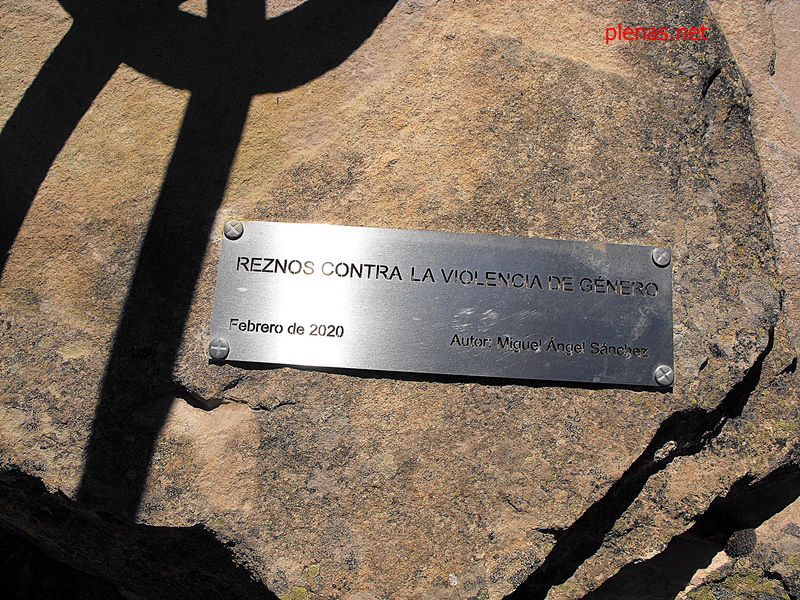 plenas.net
REZNOS CONTRA LA VIOLENCIA DE GÉNERO
Febrero de 2020
Autor: Miguel Ángel Sánchez